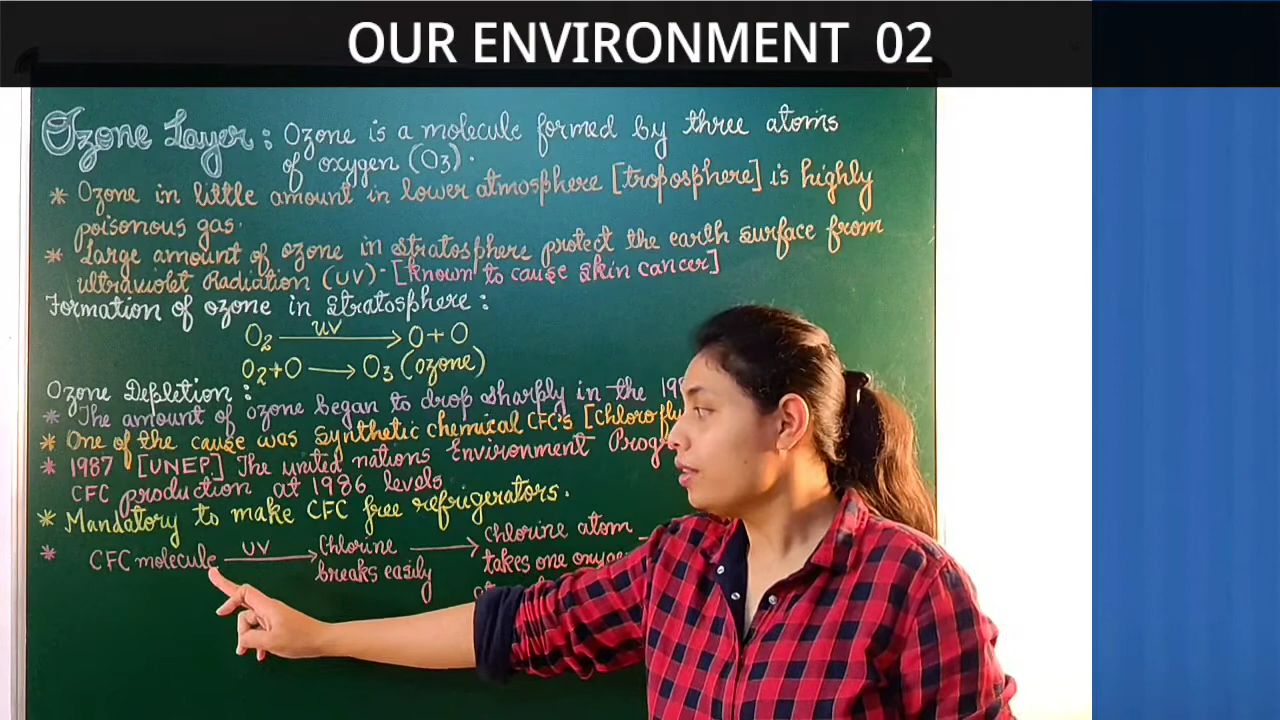 OUR ENVIRONMENT 02
Ozone Layer : Ozone is a molecule formed by three atoms
of oxygen (O3).
* Ozone in little amount in lower atmosphere [troposphere] is highly
poisonous gas.
* Large amount of ozone in stratosphere protect the earth surface from
ultraviolet Radiation (UV)- [known to cause skin cancer]
Formation of ozone in stratosphere :
O2 —UV→ O + O
O2+O → O3 (ozone)
Ozone Depletion :
* The amount of ozone began to drop sharply in the
* One of the cause was synthetic chemical CFC's [Chloro
* 1987 [UNEP] The united nations Environment
CFC production at 1986 levels
* Mandatory to make CFC free refrigerators.
* CFC molecule —UV→ Chlorine breaks easily → Chlorine atom takes one